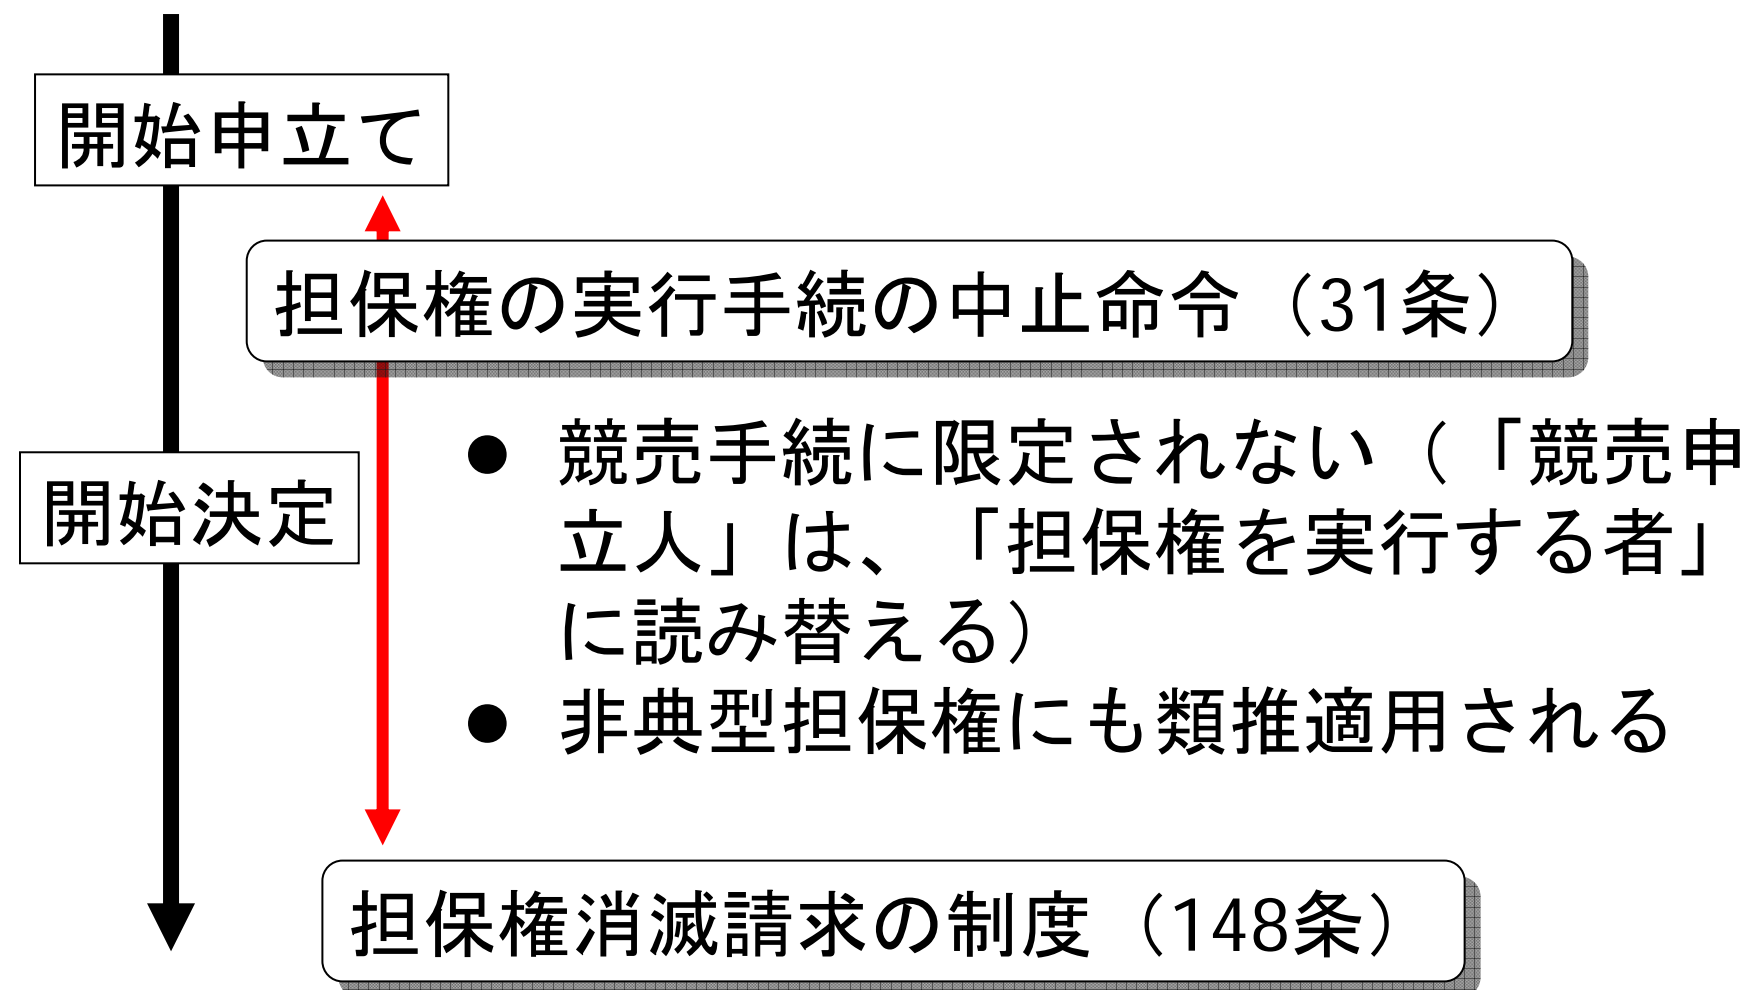 開始申立て
担保権の実行手続の中止命令（31条）
● 競売手続に限定されない（「競売申
立人」は、「担保権を実行する者」
に読み替える）
開始決定
● 非典型担保権にも類推適用される
担保権消滅請求の制度（148条）